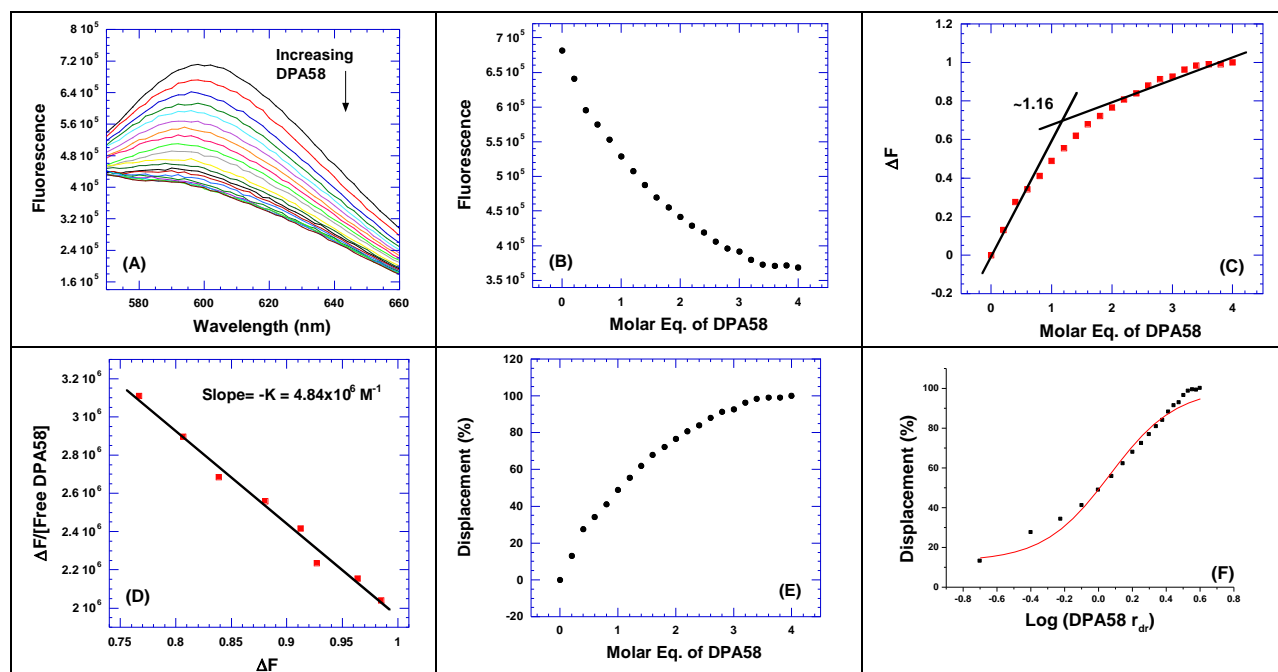 8 10⁵
7.2 10⁵
6.4 10⁵
5.6 10⁵
4.8 10⁵
4 10⁵
3.2 10⁵
2.4 10⁵
1.6 10⁵
Fluorescence
Increasing
DPA58
(A)
580 600 620 640 660
Wavelength (nm)
7 10⁵
6.5 10⁵
6 10⁵
5.5 10⁵
5 10⁵
4.5 10⁵
4 10⁵
3.5 10⁵
Fluorescence
(B)
0 1 2 3 4
Molar Eq. of DPA58
1.2
1
0.8
0.6
0.4
0.2
0
-0.2
ΔF
~1.16
(C)
0 1 2 3 4
Molar Eq. of DPA58
3.2 10⁶
3 10⁶
2.8 10⁶
2.6 10⁶
2.4 10⁶
2.2 10⁶
2 10⁶
ΔF/[Free DPA58]
Slope= -K = 4.84x10⁶ M⁻¹
(D)
0.75 0.8 0.85 0.9 0.95 1
ΔF
120
100
80
60
40
20
0
-20
Displacement (%)
(E)
0 1 2 3 4
Molar Eq. of DPA58
100
80
60
40
20
0
Displacement (%)
(F)
-0.8 -0.6 -0.4 -0.2 0.0 0.2 0.4 0.6 0.8
Log (DPA58 r_dr)